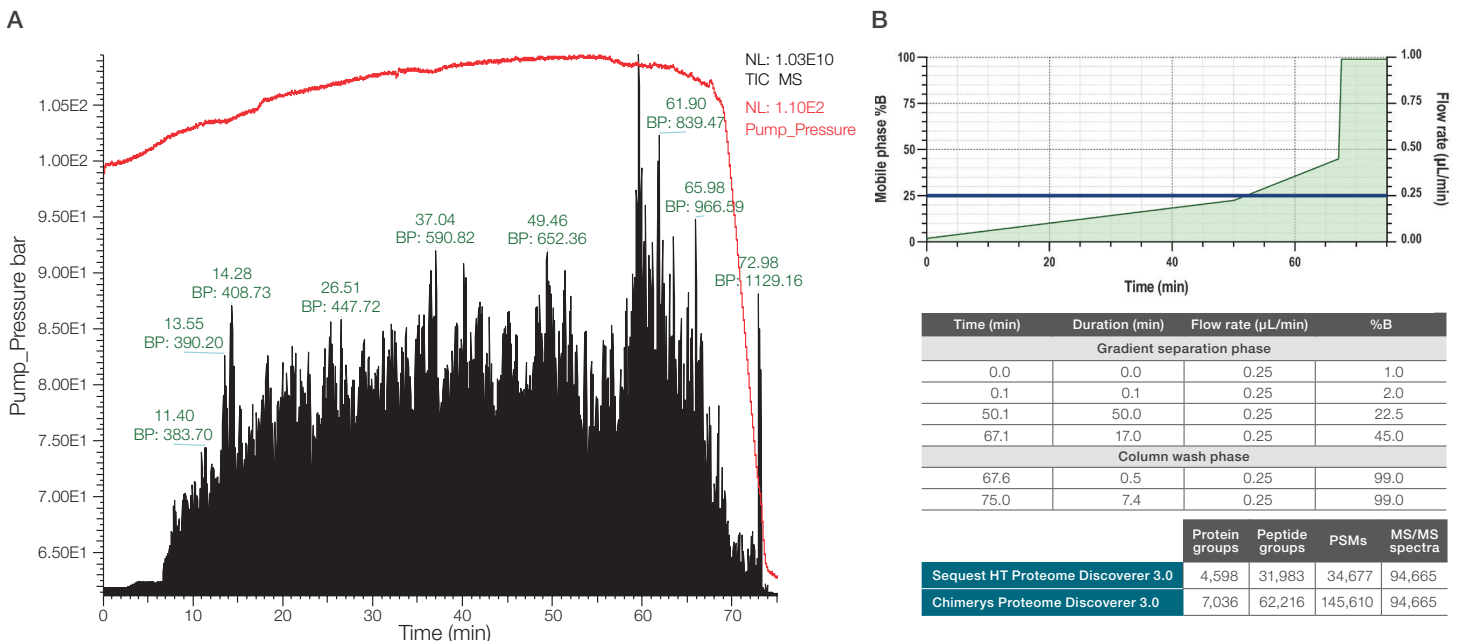 A
NL: 1.03E10
TIC MS
NL: 1.10E2
Pump_Pressure
Pump_Pressure bar
1.05E2
1.00E2
9.50E1
9.00E1
8.50E1
8.00E1
7.50E1
7.00E1
6.50E1
11.40
BP: 383.70
13.55
BP: 390.20
14.28
BP: 408.73
26.51
BP: 447.72
37.04
BP: 590.82
49.46
BP: 652.36
61.90
BP: 839.47
65.98
BP: 966.59
72.98
BP: 1129.16
0 10 20 30 40 50 60 70
Time (min)
B
Mobile phase %B
100
75
50
25
0
1.00
0.75
0.50
0.25
0.00
Flow rate (µL/min)
0 20 40 60
Time (min)
Time (min) Duration (min) Flow rate (µL/min) %B
Gradient separation phase
0.0 0.0 0.25 1.0
0.1 0.1 0.25 2.0
50.1 50.0 0.25 22.5
67.1 17.0 0.25 45.0
Column wash phase
67.6 0.5 0.25 99.0
75.0 7.4 0.25 99.0
Protein groups Peptide groups PSMs MS/MS spectra
Sequest HT Proteome Discoverer 3.0 4,598 31,983 34,677 94,665
Chimerys Proteome Discoverer 3.0 7,036 62,216 145,610 94,665